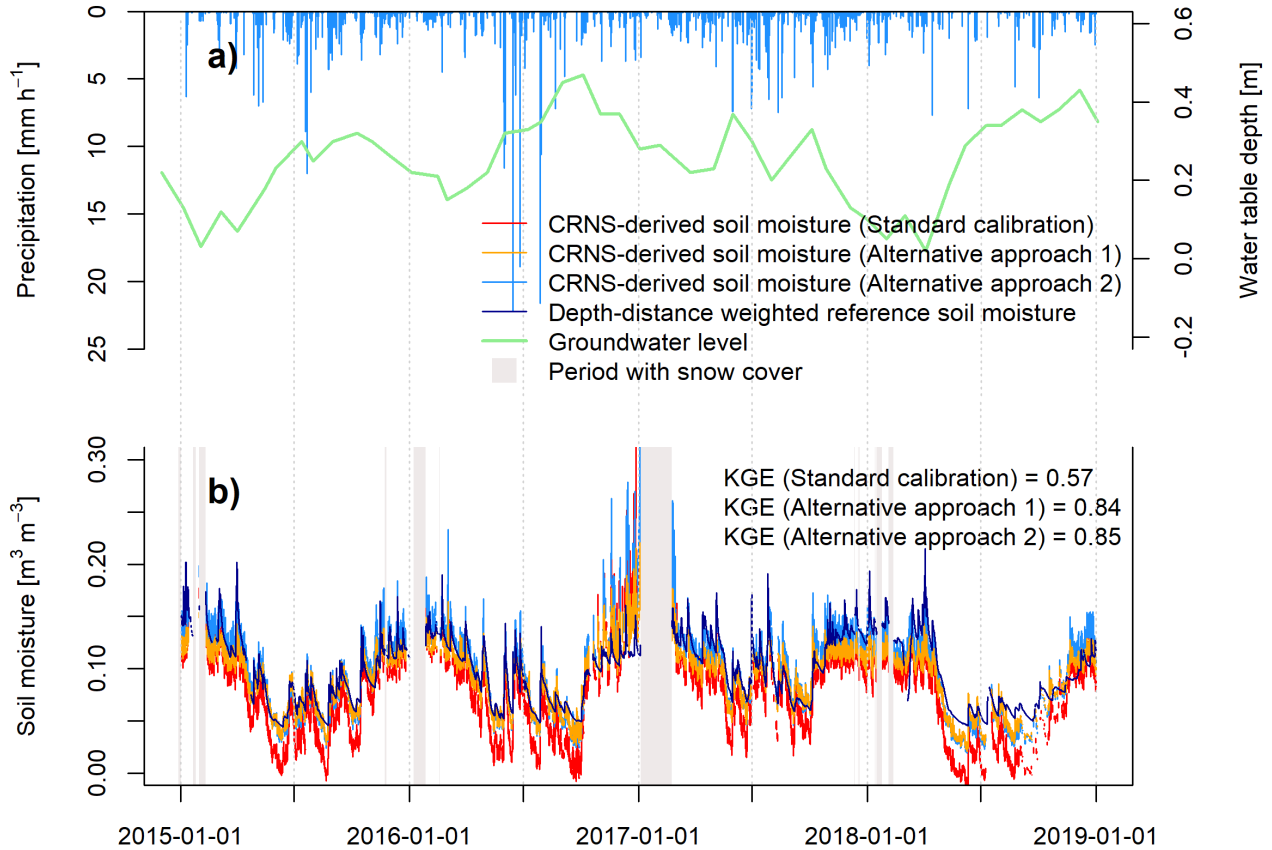 a)
Precipitation [mm h⁻¹]
0
5
10
15
20
25
Water table depth [m]
0.6
0.4
0.2
0.0
-0.2
CRNS-derived soil moisture (Standard calibration)
CRNS-derived soil moisture (Alternative approach 1)
CRNS-derived soil moisture (Alternative approach 2)
Depth-distance weighted reference soil moisture
Groundwater level
Period with snow cover
b)
Soil moisture [m³ m⁻³]
0.30
0.20
0.10
0.00
KGE (Standard calibration) = 0.57
KGE (Alternative approach 1) = 0.84
KGE (Alternative approach 2) = 0.85
2015-01-01 2016-01-01 2017-01-01 2018-01-01 2019-01-01